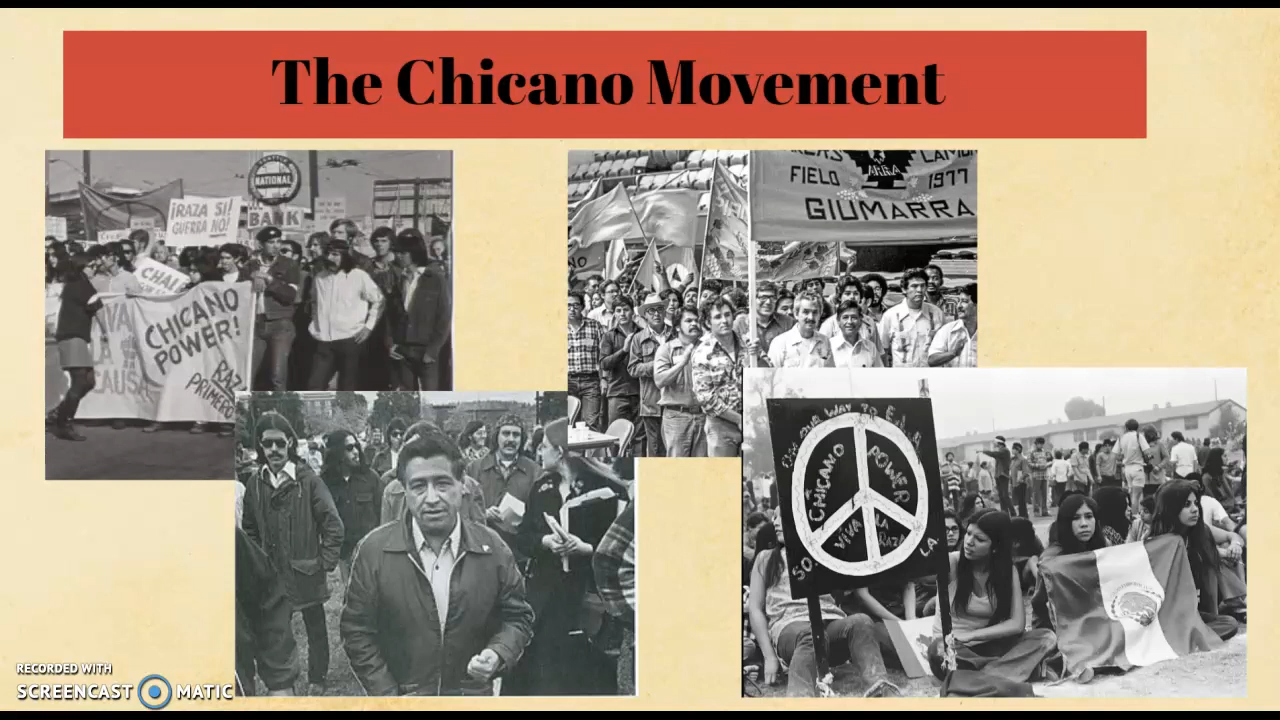 The Chicano Movement
NATIONAL
BANK
¡RAZA SI!
GUERRA NO!
CHICANO
POWER!
RAZA
PRIMERO
CAUSA
FIELD
1977
GIUMARRA
CHICANO
POWER
VIVA
LA
RAZA
SO.
L.A.
RECORDED WITH
SCREENCAST MATIC